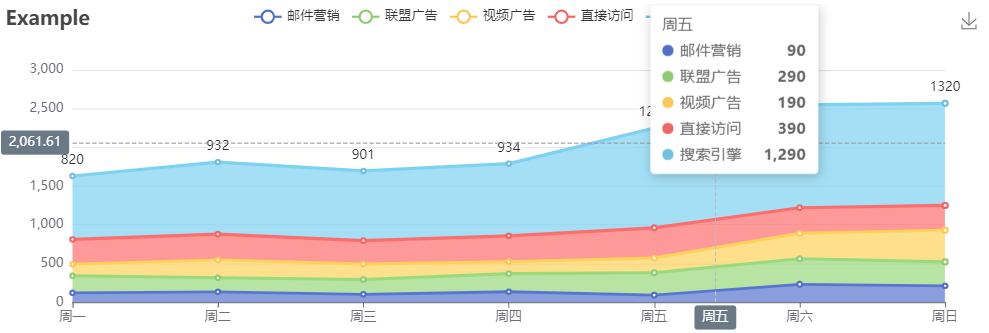 Example
邮件营销 联盟广告 视频广告 直接访问
周五
邮件营销 90
联盟广告 290
视频广告 190
直接访问 390
搜索引擎 1,290
3,000
2,500
2,061.61
1,500
1,000
500
0
820 932 901 934 1320
周一 周二 周三 周四 周五 周五 周六 周日